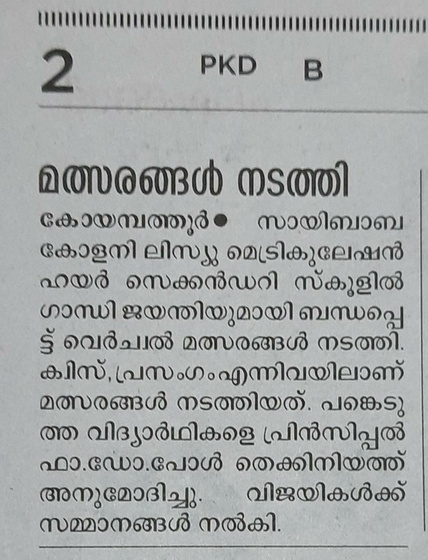 2 PKD B
മത്സരങ്ങൾ നടത്തി
കോയമ്പത്തൂർ● സായിബാബ
കോളനി ലിസ്യു മെട്രികുലേഷൻ
ഹയർ സെക്കൻഡറി സ്കൂളിൽ
ഗാന്ധി ജയന്തിയുമായി ബന്ധപ്പെ
ട്ട് വെർച്വൽ മത്സരങ്ങൾ നടത്തി.
ക്വിസ്, പ്രസംഗം എന്നിവയിലാണ്
മത്സരങ്ങൾ നടത്തിയത്. പങ്കെടു
ത്ത വിദ്യാർഥികളെ പ്രിൻസിപ്പൽ
ഫാ.ഡോ.പോൾ തെക്കിനിയത്ത്
അനുമോദിച്ചു. വിജയികൾക്ക്
സമ്മാനങ്ങൾ നൽകി.